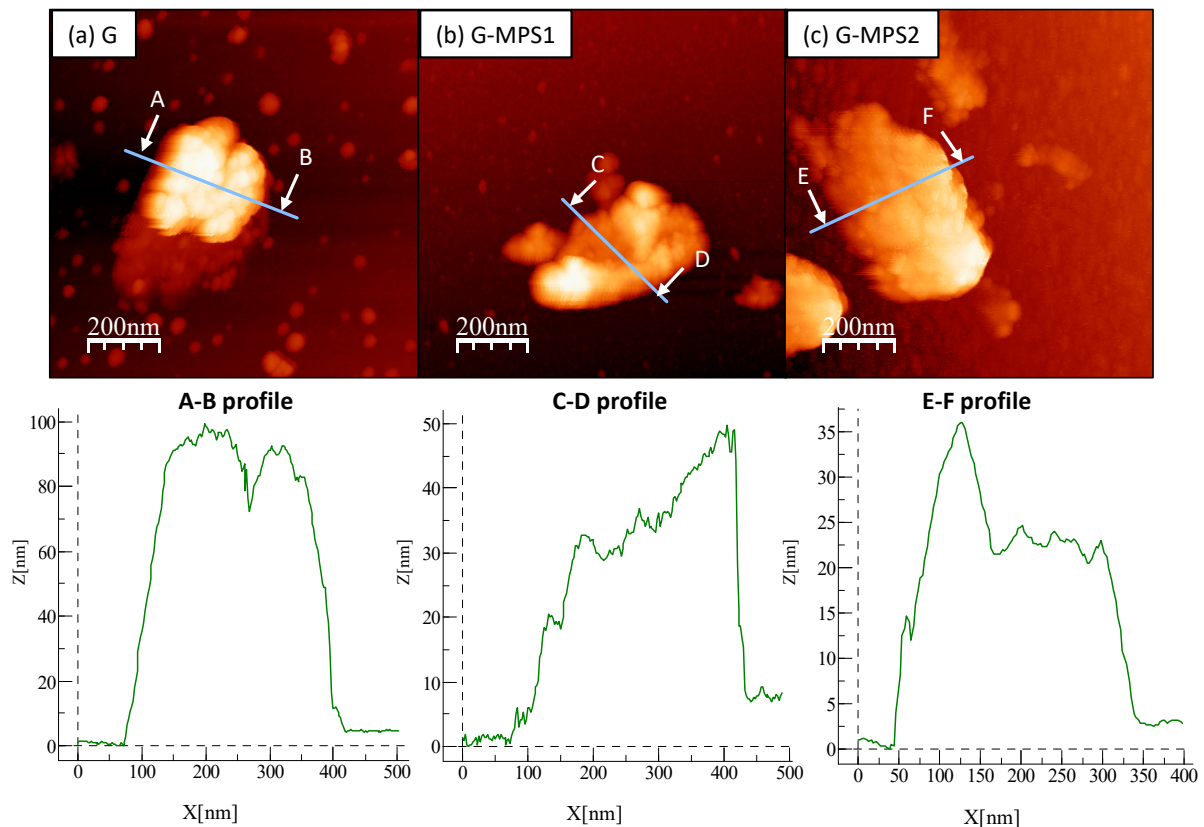 (a) G
(b) G-MPS1
(c) G-MPS2
A
B
C
D
E
F
200nm
200nm
200nm
A-B profile
C-D profile
E-F profile
Z[nm]
100
80
60
40
20
0
0 100 200 300 400 500
X[nm]
Z[nm]
50
40
30
20
10
0
0 100 200 300 400 500
X[nm]
Z[nm]
35
30
25
20
15
10
5
0
0 50 100 150 200 250 300 350 400
X[nm]